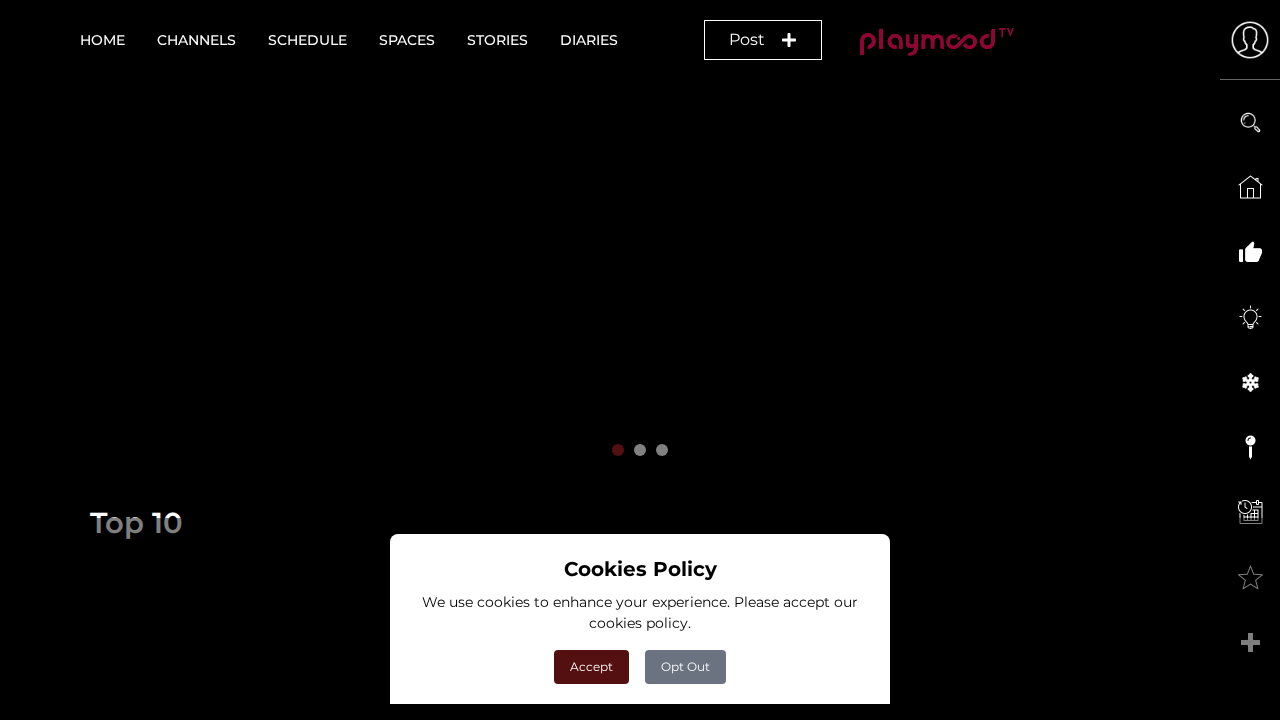 HOME CHANNELS SCHEDULE SPACES STORIES DIARIES Post playmood TV
Top 10
Cookies Policy
We use cookies to enhance your experience. Please accept our
cookies policy.
Accept Opt Out